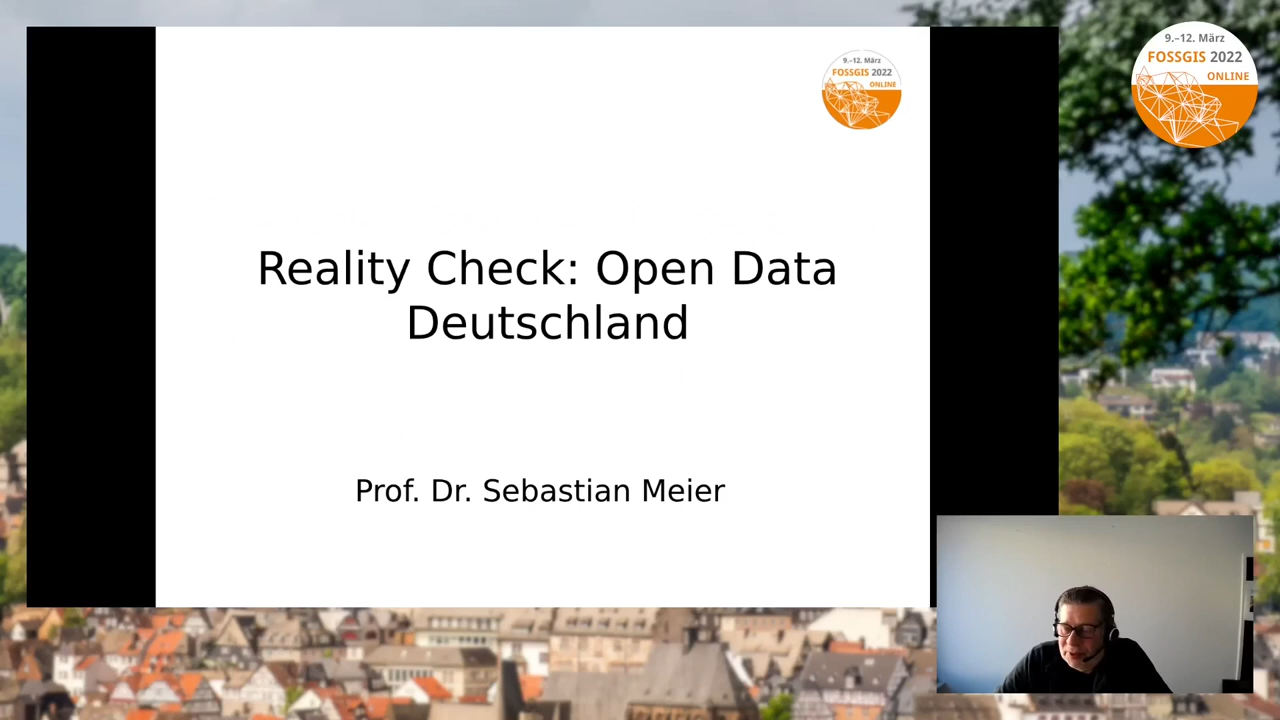 9.–12. März
FOSSGIS 2022
ONLINE
Reality Check: Open Data
Deutschland
Prof. Dr. Sebastian Meier
9.–12. März
FOSSGIS 2022
ONLINE